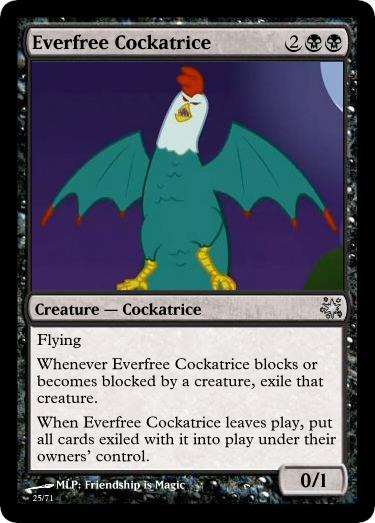 Everfree Cockatrice 2
Creature — Cockatrice
Flying
Whenever Everfree Cockatrice blocks or
becomes blocked by a creature, exile that
creature.
When Everfree Cockatrice leaves play, put
all cards exiled with it into play under their
owners' control.
0/1
MLP: Friendship is Magic
25/71